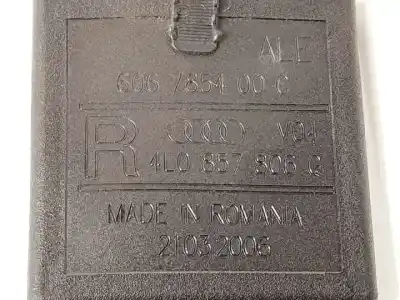 ALE
606 7854 00 C
R V04
4L0 857 806 G
MADE IN ROMANIA
21.03.2006